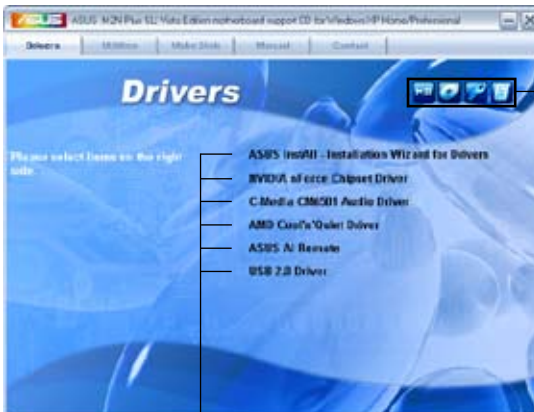 ASUS M2N Plus SLI Vista Edition motherboard support CD for Windows XP Home/Professional
Drivers Utilities Make Disk Manual Contact
Drivers
Please select items on the right
side.
ASUS InstAll - Installation Wizard for Drivers
NVIDIA nForce Chipset Driver
C-Media CM6501 Audio Driver
AMD Cool'n'Quiet Driver
ASUS Ai Remote
USB 2.0 Driver